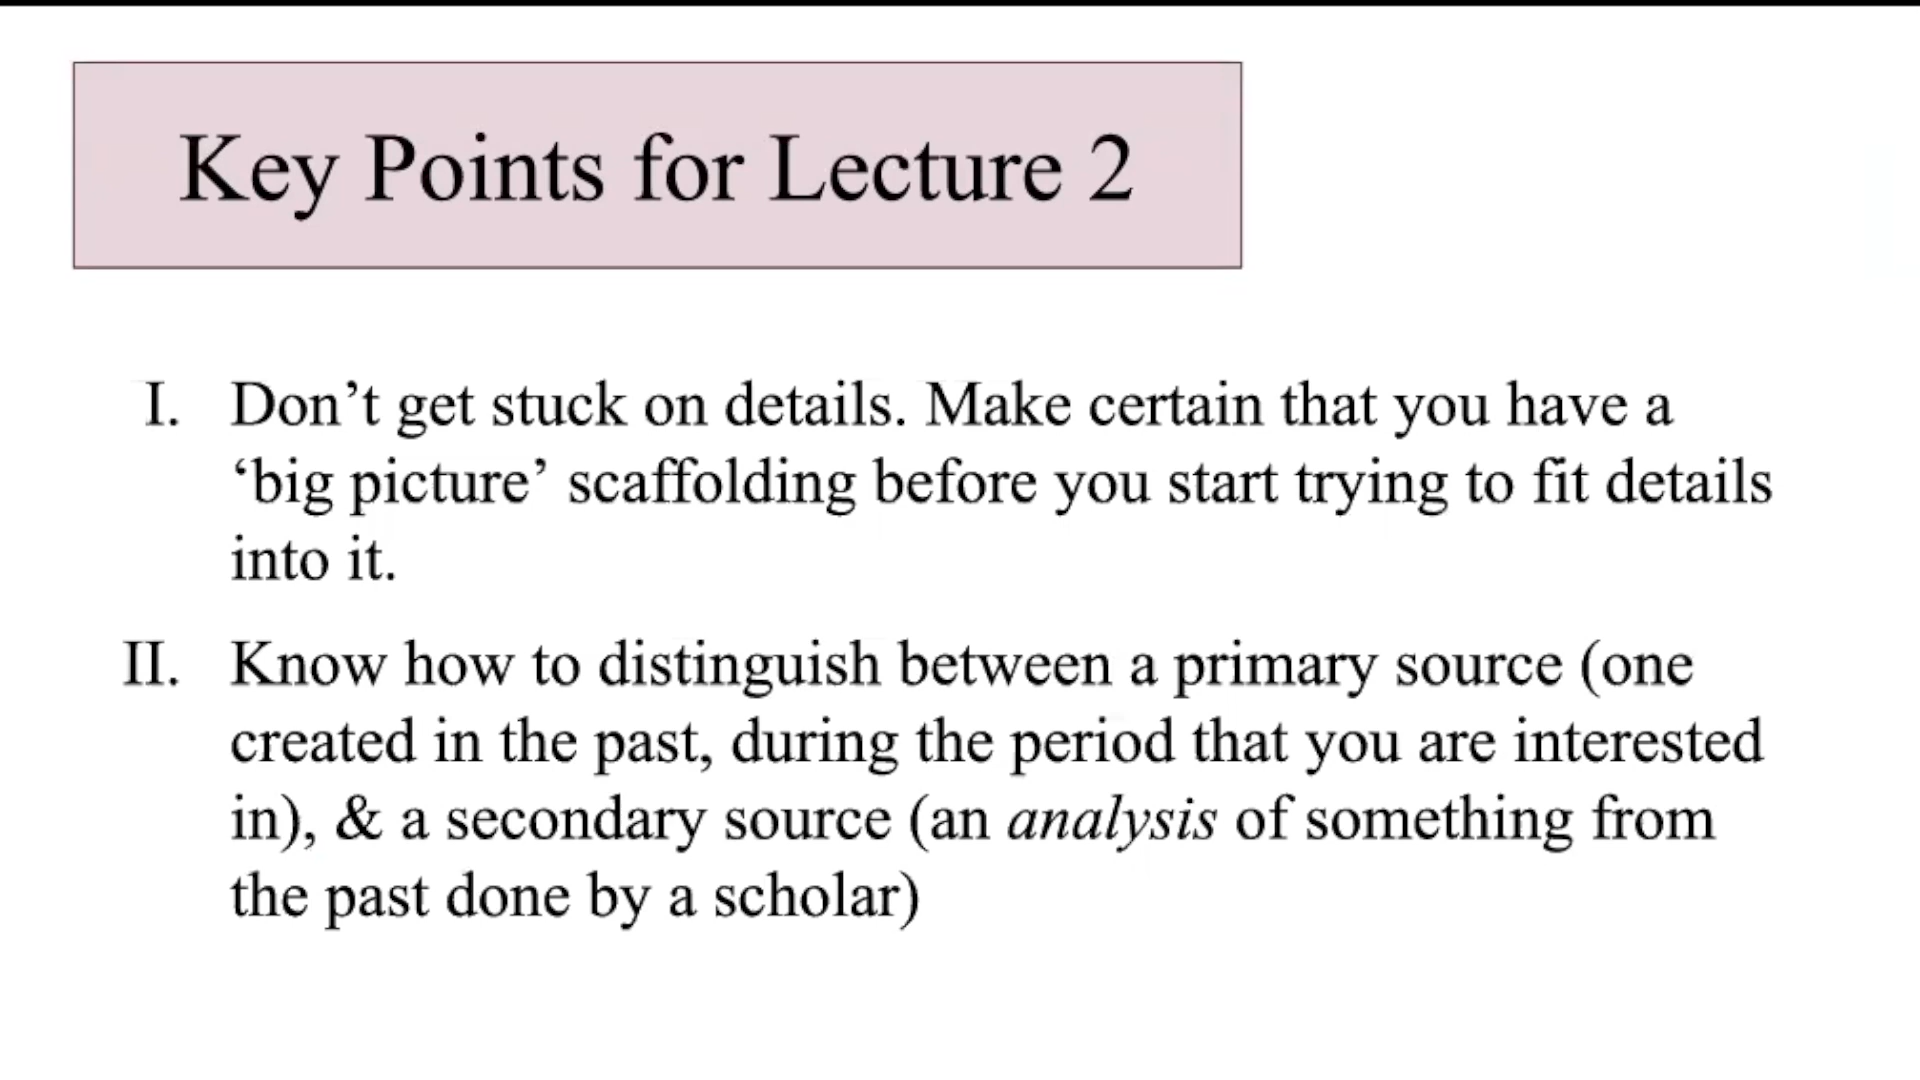 Key Points for Lecture 2
I. Don’t get stuck on details. Make certain that you have a
‘big picture’ scaffolding before you start trying to fit details
into it.
II. Know how to distinguish between a primary source (one
created in the past, during the period that you are interested
in), & a secondary source (an analysis of something from
the past done by a scholar)